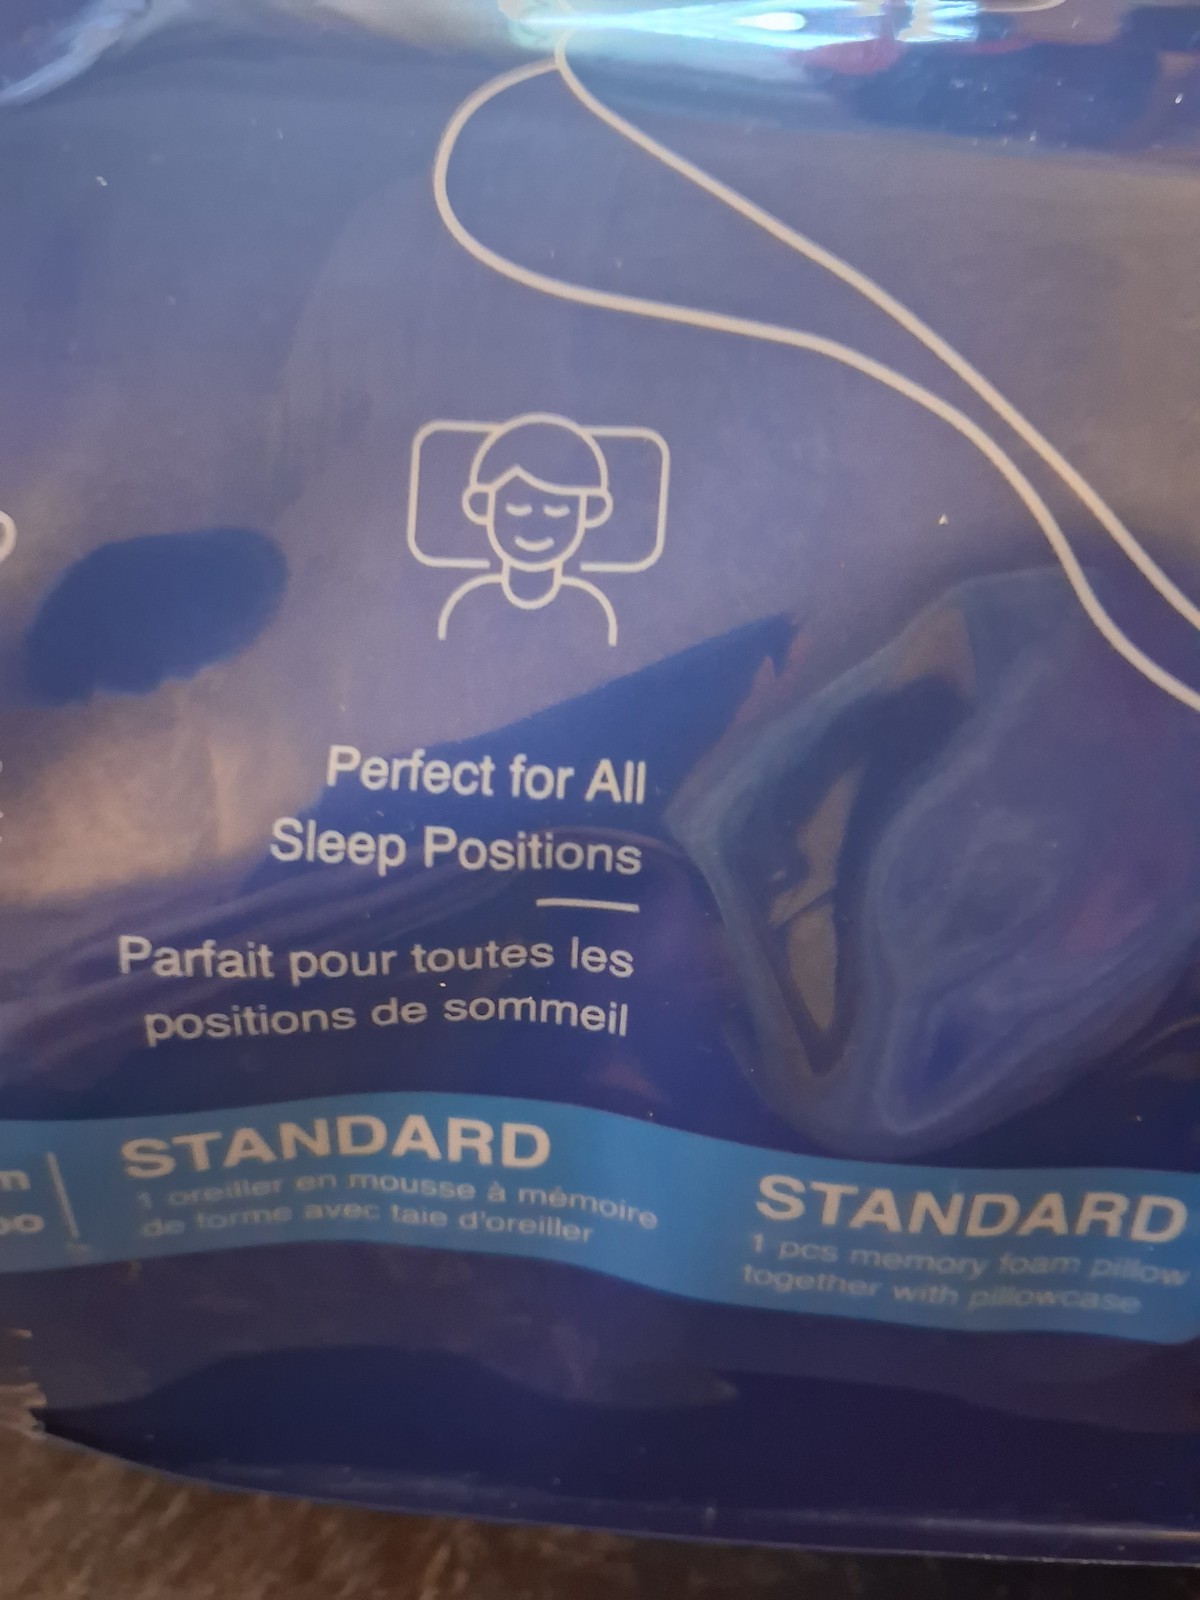 Perfect for All
Sleep Positions
Parfait pour toutes les
positions de sommeil
STANDARD
1 oreiller en mousse à mémoire
de forme avec taie d'oreiller
STANDARD
1 pcs memory foam pillow
together with pillowcase